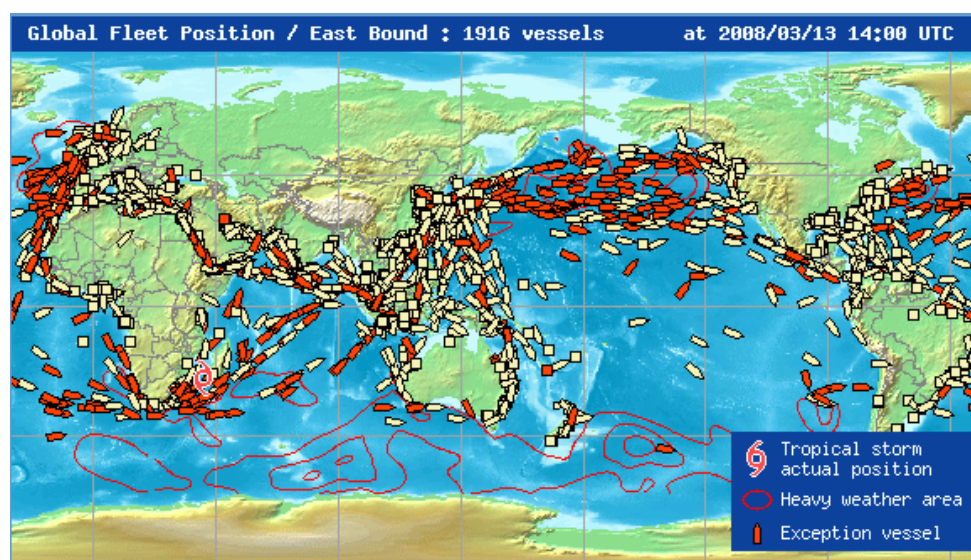 Global Fleet Position / East Bound : 1916 vessels at 2008/03/13 14:00 UTC
Tropical storm
actual position
Heavy weather area
Exception vessel